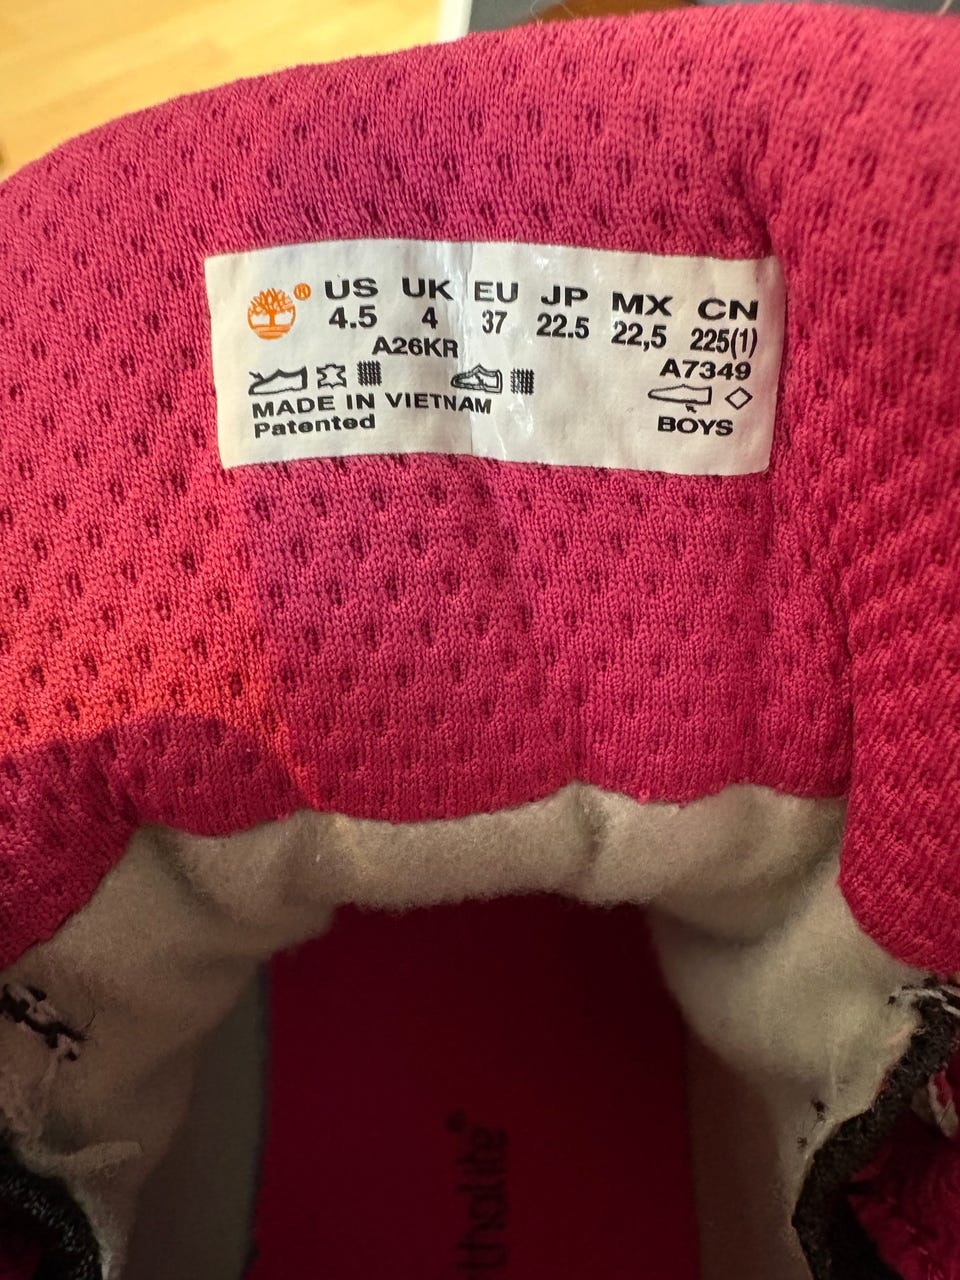 ® US UK EU JP MX CN
4.5 4 37 22.5 22,5 225(1)
A26KR
A7349
MADE IN VIETNAM
Patented
BOYS
tholite®